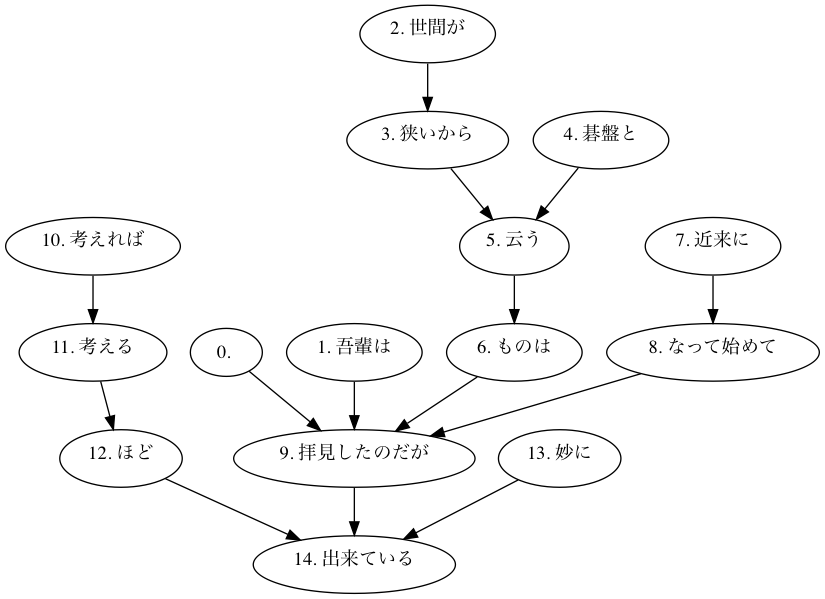 2. 世間が
3. 狭いから
4. 碁盤と
10. 考えれば
5. 云う
7. 近来に
11. 考える
0.
1. 吾輩は
6. ものは
8. なって始めて
12. ほど
9. 拝見したのだが
13. 妙に
14. 出来ている